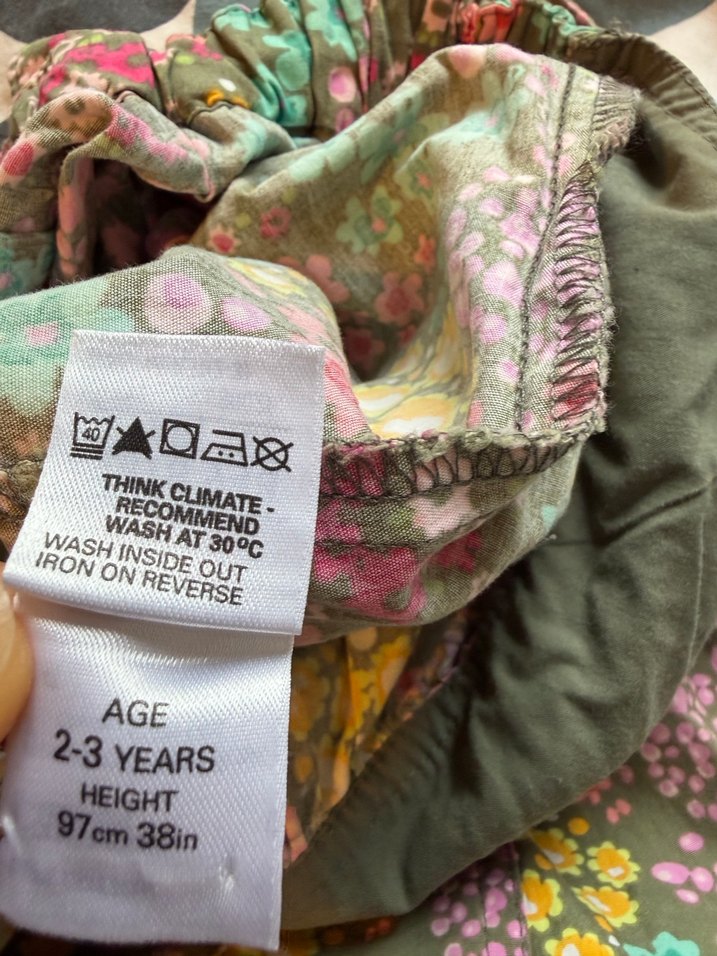 40
THINK CLIMATE -
RECOMMEND
WASH AT 30°C
WASH INSIDE OUT
IRON ON REVERSE
AGE
2-3 YEARS
HEIGHT
97cm 38in